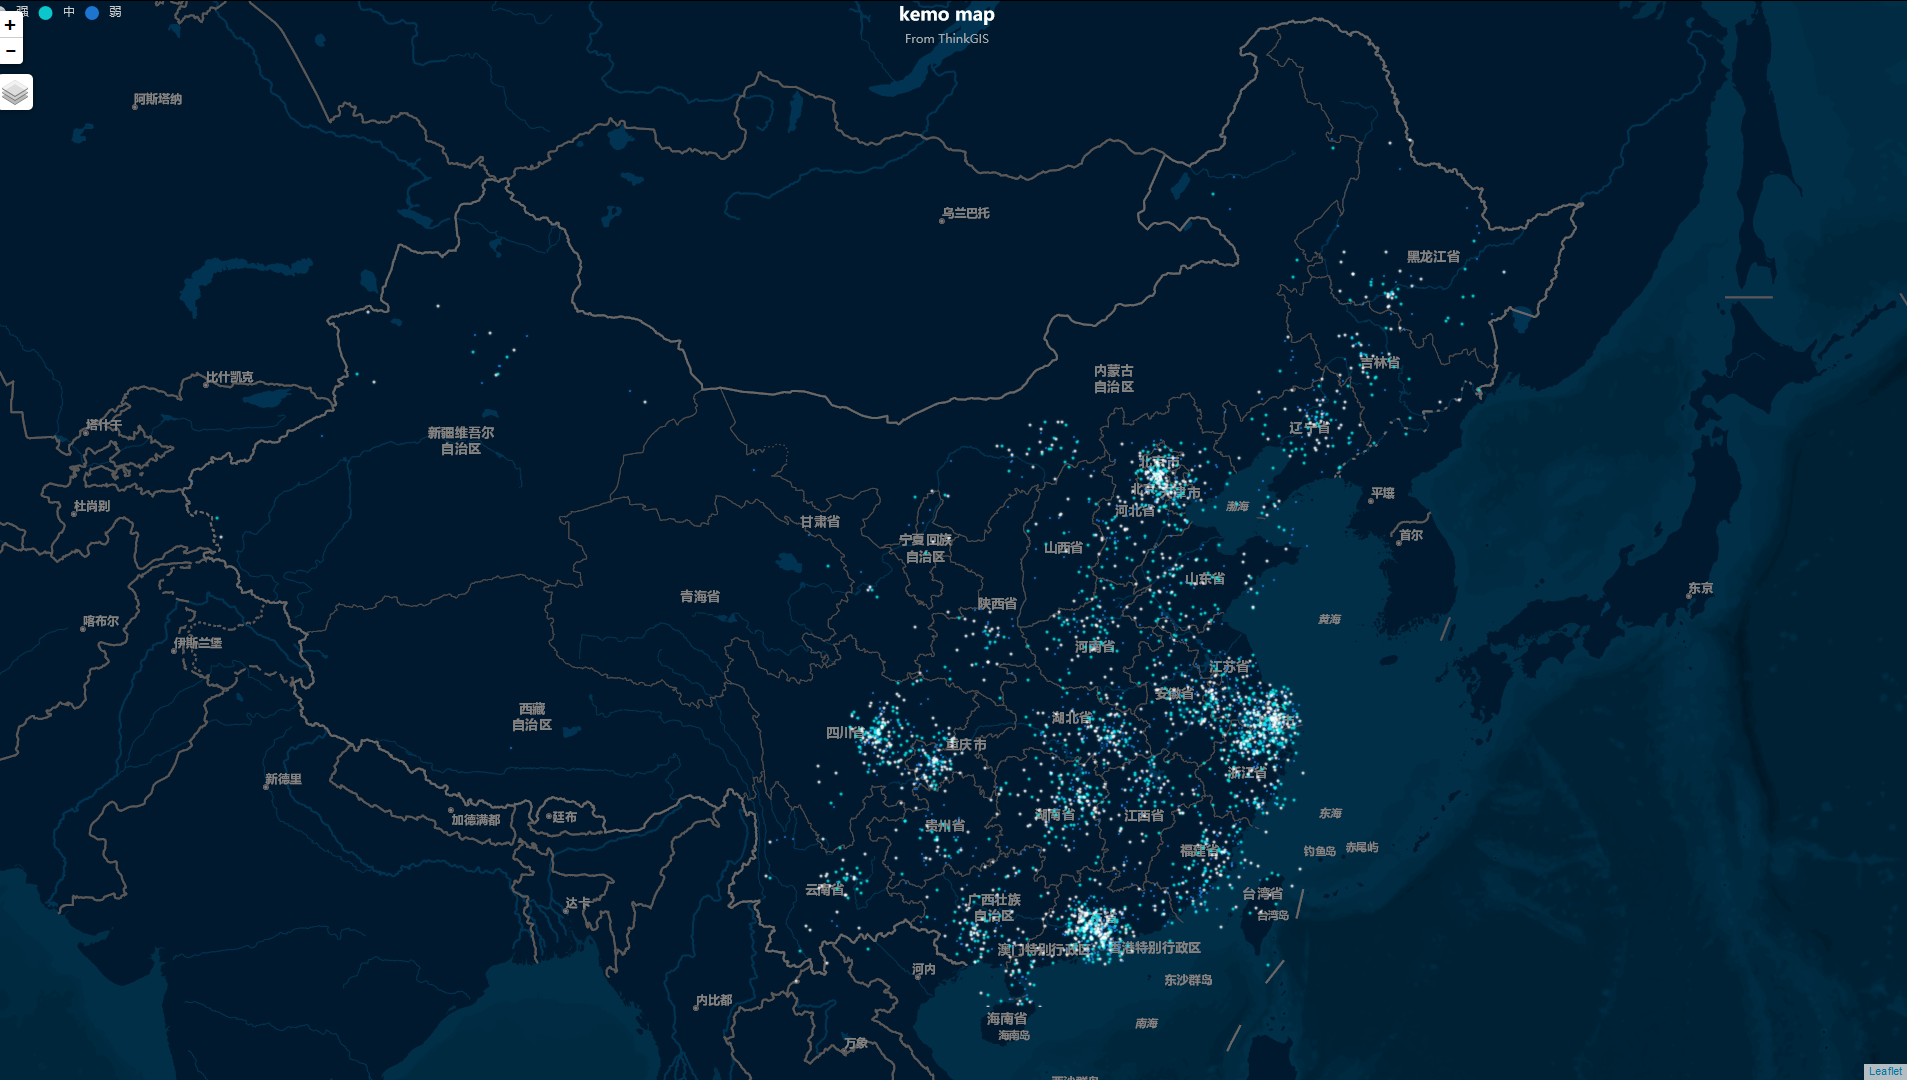 强 中 弱
+
−
kemo map
From ThinkGIS
阿斯塔纳
乌兰巴托
黑龙江省
吉林省
内蒙古
自治区
比什凯克
塔什干
新疆维吾尔
自治区
辽宁省
北京市
河北省
渤海
平壤
首尔
杜尚别
甘肃省
宁夏回族
自治区
山西省
山东省
东京
青海省
陕西省
黄海
喀布尔
伊斯兰堡
河南省
江苏省
安徽省
西藏
自治区
湖北省
四川省
重庆市
浙江省
新德里
加德满都
廷布
贵州省
湖南省
江西省
东海
福建省
钓鱼岛
赤尾屿
云南省
台湾省
台湾岛
达卡
广西壮族
自治区
澳门特别行政区
香港特别行政区
河内
东沙群岛
内比都
海南省
海南岛
南海
万象
Leaflet